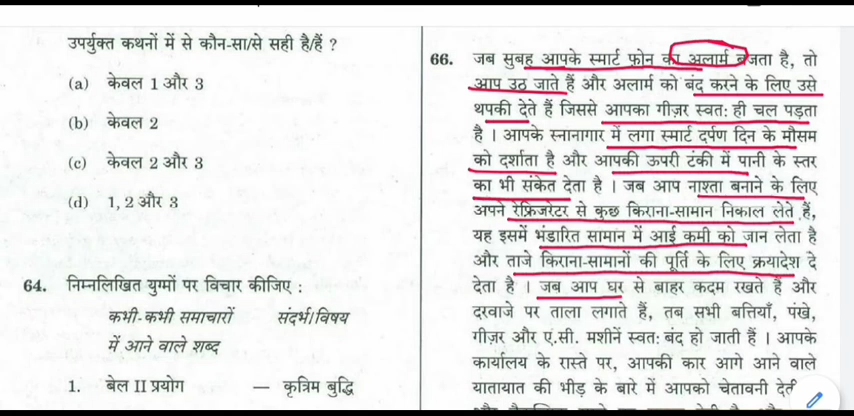 उपर्युक्त कथनों में से कौन-सा/से सही है/हैं ?
(a) केवल 1 और 3
(b) केवल 2
(c) केवल 2 और 3
(d) 1, 2 और 3
64. निम्नलिखित युग्मों पर विचार कीजिए :
कभी-कभी समाचारों संदर्भ/विषय
में आने वाले शब्द
1. बेल II प्रयोग — कृत्रिम बुद्धि
66. जब सुबह आपके स्मार्ट फ़ोन का अलार्म बजता है, तो
आप उठ जाते हैं और अलार्म को बंद करने के लिए उसे
थपकी देते हैं जिससे आपका गीज़र स्वत: ही चल पड़ता
है । आपके स्नानागार में लगा स्मार्ट दर्पण दिन के मौसम
को दर्शाता है और आपकी ऊपरी टंकी में पानी के स्तर
का भी संकेत देता है । जब आप नाश्ता बनाने के लिए
अपने रेफ्रिजरेटर से कुछ किराना-सामान निकाल लेते हैं,
यह इसमें भंडारित सामान में आई कमी को जान लेता है
और ताजे किराना-सामानों की पूर्ति के लिए क्रयादेश दे
देता है । जब आप घर से बाहर कदम रखते हैं और
दरवाजे पर ताला लगाते हैं, तब सभी बत्तियाँ, पंखे,
गीज़र और ए.सी. मशीनें स्वत: बंद हो जाती हैं । आपके
कार्यालय के रास्ते पर, आपकी कार आगे आने वाले
यातायात की भीड़ के बारे में आपको चेतावनी देती